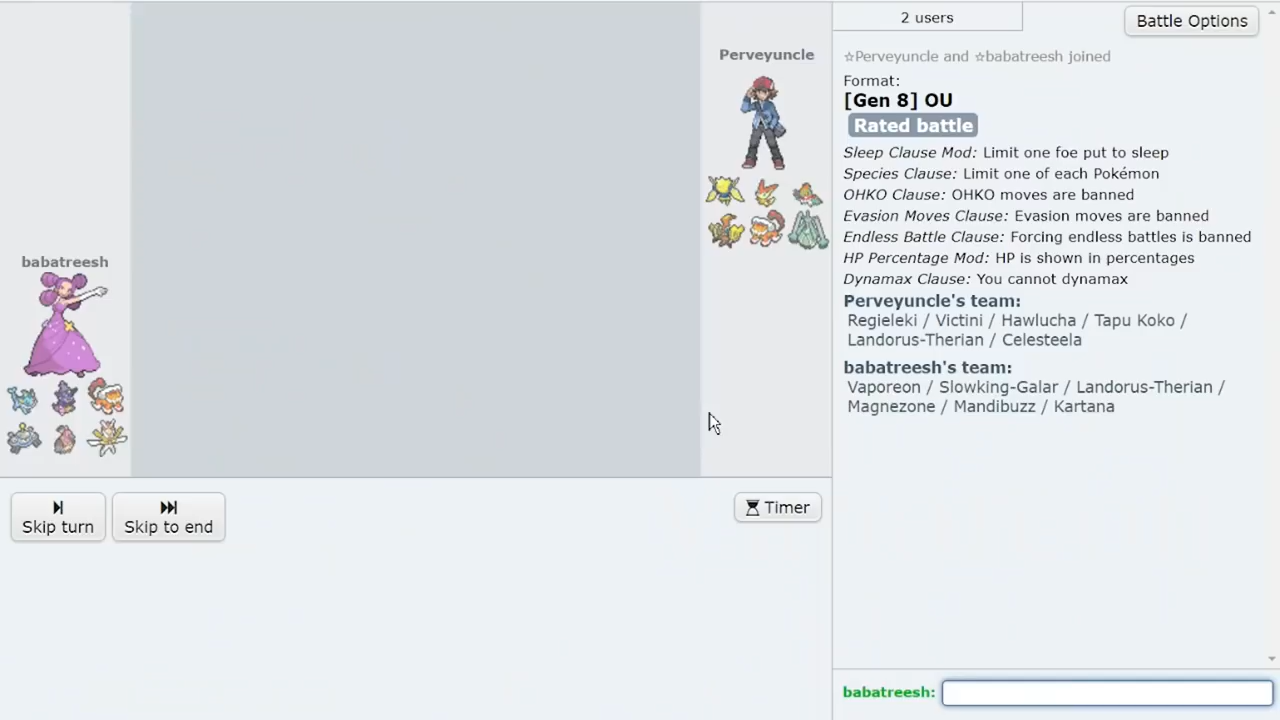 2 users
Battle Options
Perveyuncle
babatreesh
☆Perveyuncle and ☆babatreesh joined
Format:
[Gen 8] OU
Rated battle
Sleep Clause Mod: Limit one foe put to sleep
Species Clause: Limit one of each Pokémon
OHKO Clause: OHKO moves are banned
Evasion Moves Clause: Evasion moves are banned
Endless Battle Clause: Forcing endless battles is banned
HP Percentage Mod: HP is shown in percentages
Dynamax Clause: You cannot dynamax
Perveyuncle's team:
Regieleki / Victini / Hawlucha / Tapu Koko /
Landorus-Therian / Celesteela
babatreesh's team:
Vaporeon / Slowking-Galar / Landorus-Therian /
Magnezone / Mandibuzz / Kartana
Skip turn
Skip to end
Timer
babatreesh: